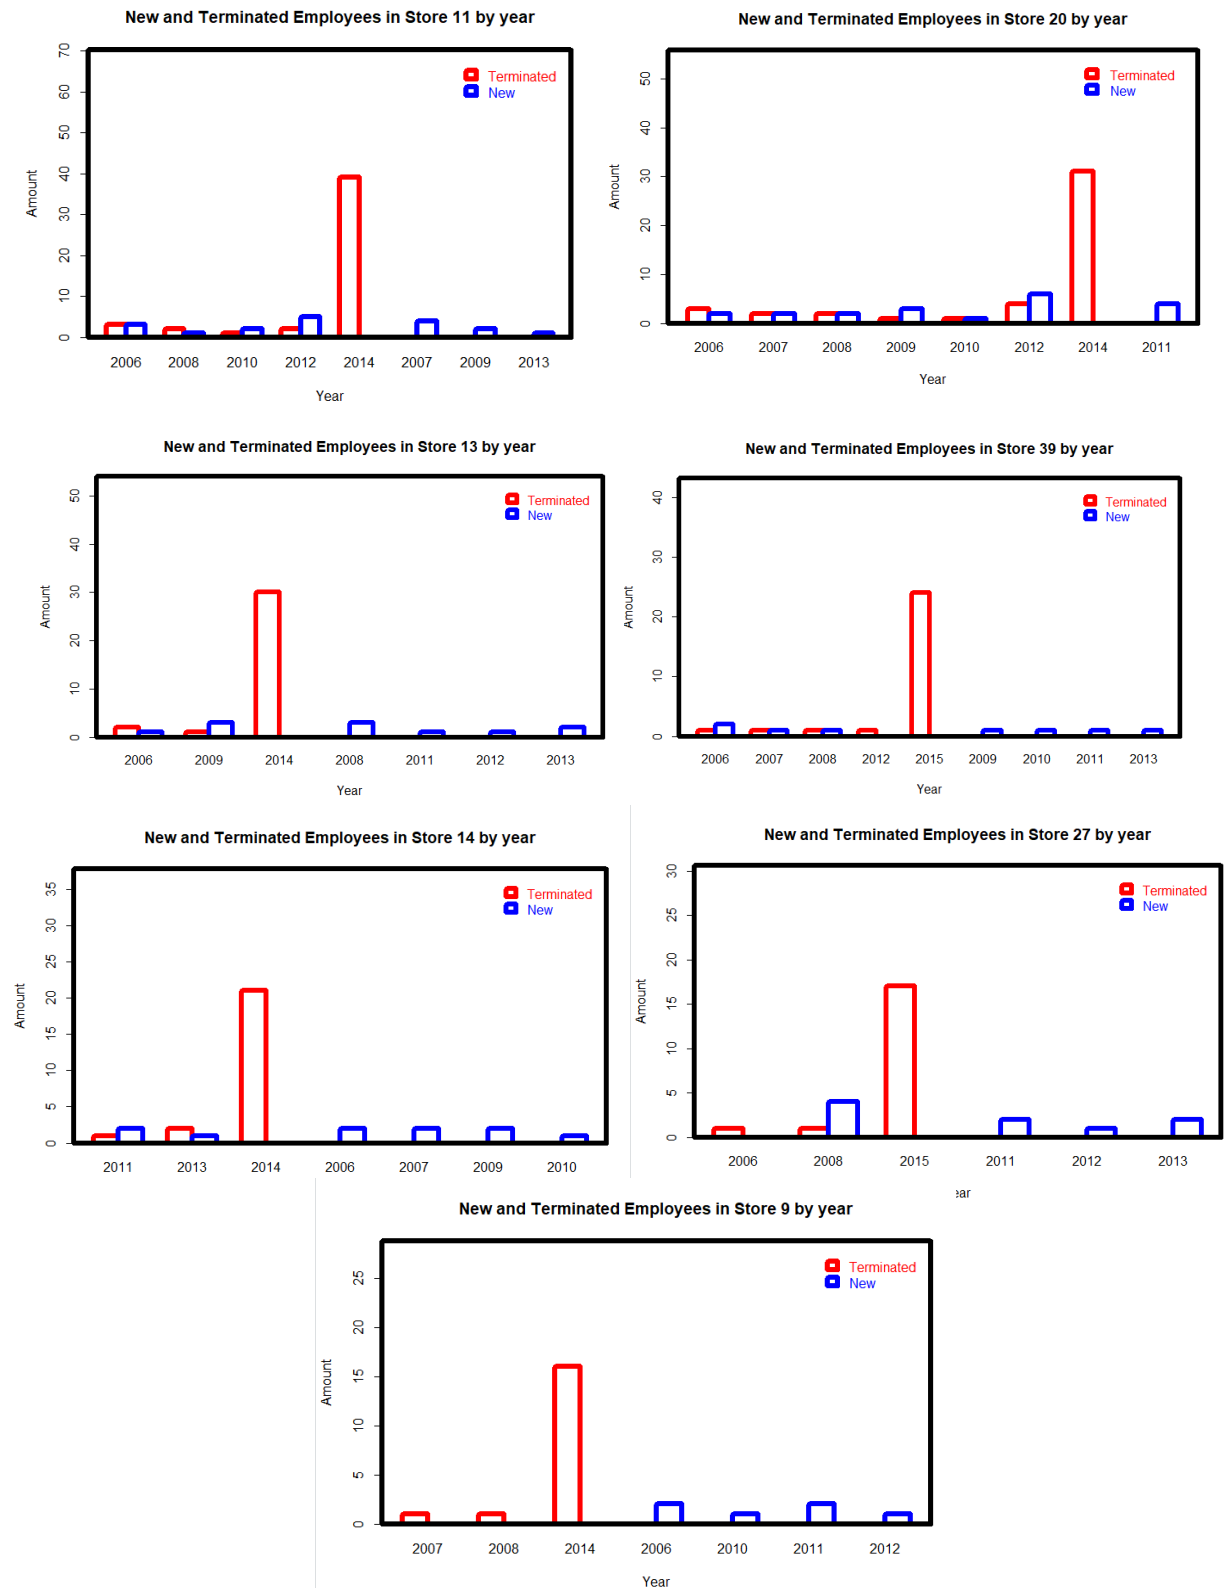 New and Terminated Employees in Store 11 by year
70
60
50
40
30
20
10
0
Amount
Terminated
New
2006 2008 2010 2012 2014 2007 2009 2013
Year
New and Terminated Employees in Store 20 by year
50
40
30
20
10
0
Amount
Terminated
New
2006 2007 2008 2009 2010 2012 2014 2011
Year
New and Terminated Employees in Store 13 by year
50
40
30
20
10
0
Amount
Terminated
New
2006 2009 2014 2008 2011 2012 2013
Year
New and Terminated Employees in Store 39 by year
40
30
20
10
0
Amount
Terminated
New
2006 2007 2008 2012 2015 2009 2010 2011 2013
Year
New and Terminated Employees in Store 14 by year
35
30
25
20
15
10
5
0
Amount
Terminated
New
2011 2013 2014 2006 2007 2009 2010
New and Terminated Employees in Store 27 by year
30
25
20
15
10
5
0
Amount
Terminated
New
2006 2008 2015 2011 2012 2013
ear
New and Terminated Employees in Store 9 by year
25
20
15
10
5
0
Amount
Terminated
New
2007 2008 2014 2006 2010 2011 2012
Year